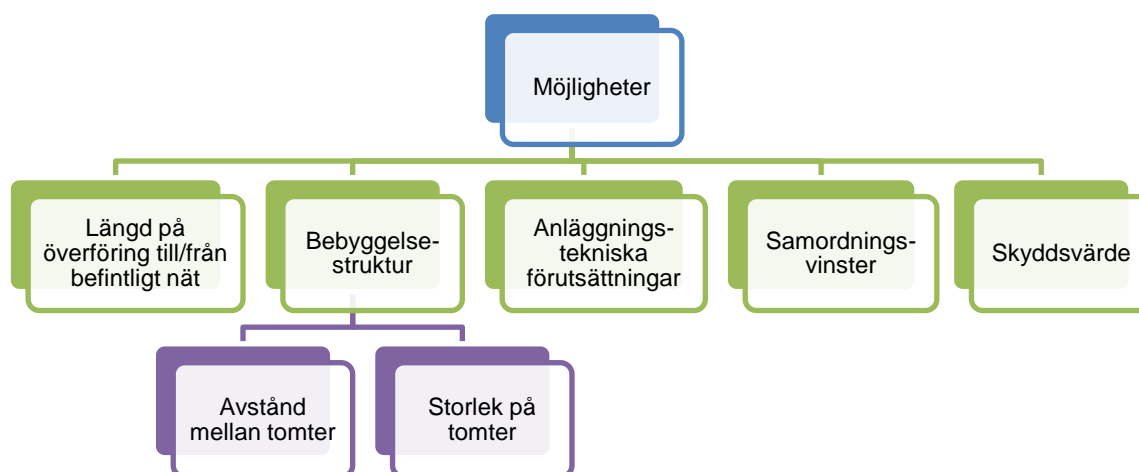 Möjligheter
Längd på
överföring till/från
befintligt nät
Bebyggelse-
struktur
Anläggnings-
tekniska
förutsättningar
Samordnings-
vinster
Skyddsvärde
Avstånd
mellan tomter
Storlek på
tomter